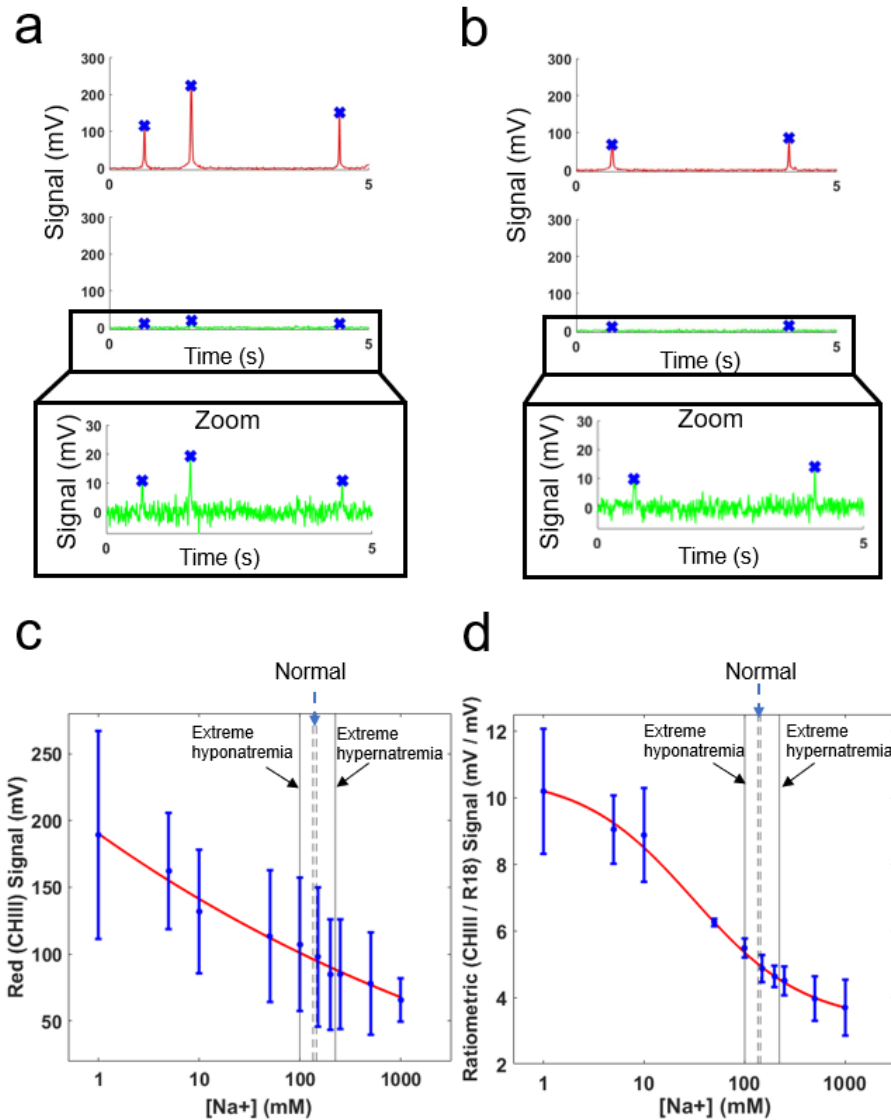 a
300
200
100
0
0
5
Signal (mV)
300
200
100
0
0
5
Time (s)
Zoom
30
20
10
0
0
5
Signal (mV)
Time (s)
b
300
200
100
0
0
5
Signal (mV)
300
200
100
0
0
5
Time (s)
Zoom
30
20
10
0
0
5
Signal (mV)
Time (s)
c
Normal
Extreme
hyponatremia
Extreme
hypernatremia
250
200
150
100
50
Red (CHIII) Signal (mV)
1
10
100
1000
[Na+] (mM)
d
Normal
Extreme
hyponatremia
Extreme
hypernatremia
12
10
8
6
4
2
Ratiometric (CHIII / R18) Signal (mV / mV)
1
10
100
1000
[Na+] (mM)